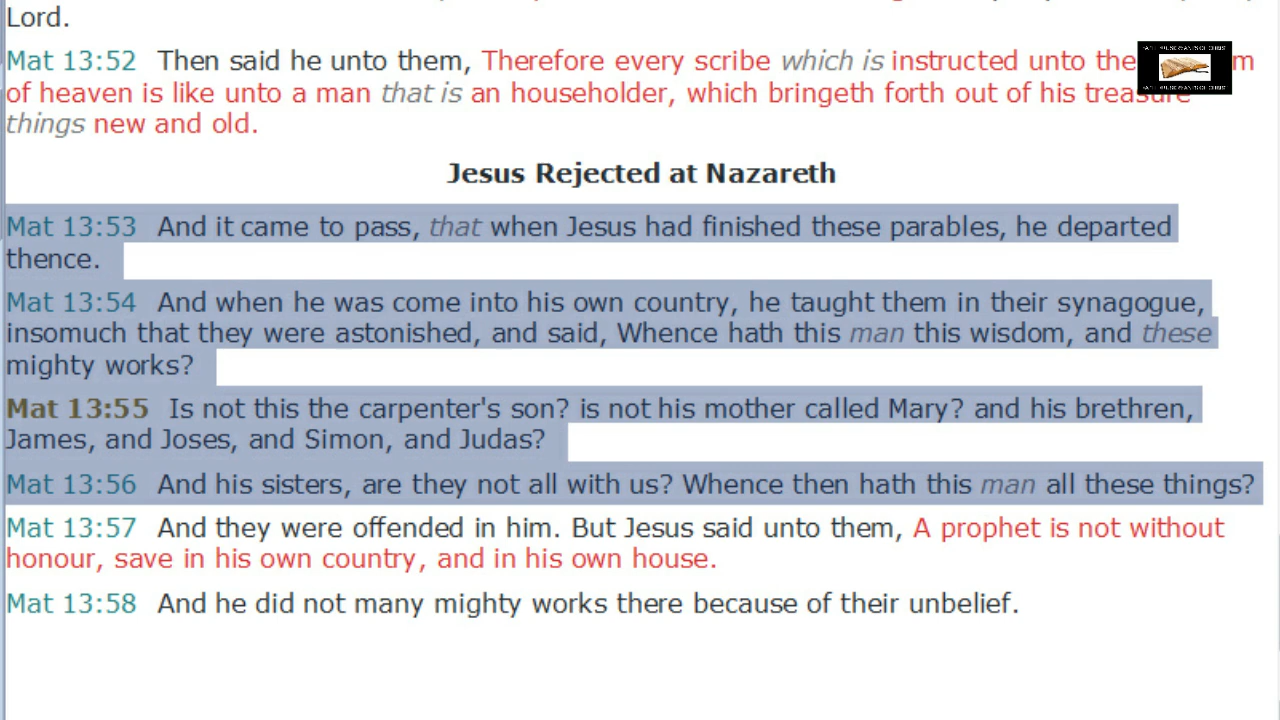 Lord.
Mat 13:52 Then said he unto them, Therefore every scribe which is instructed unto the m
of heaven is like unto a man that is an householder, which bringeth forth out of his treasure
things new and old.
Jesus Rejected at Nazareth
Mat 13:53 And it came to pass, that when Jesus had finished these parables, he departed
thence.
Mat 13:54 And when he was come into his own country, he taught them in their synagogue,
insomuch that they were astonished, and said, Whence hath this man this wisdom, and these
mighty works?
Mat 13:55 Is not this the carpenter's son? is not his mother called Mary? and his brethren,
James, and Joses, and Simon, and Judas?
Mat 13:56 And his sisters, are they not all with us? Whence then hath this man all these things?
Mat 13:57 And they were offended in him. But Jesus said unto them, A prophet is not without
honour, save in his own country, and in his own house.
Mat 13:58 And he did not many mighty works there because of their unbelief.